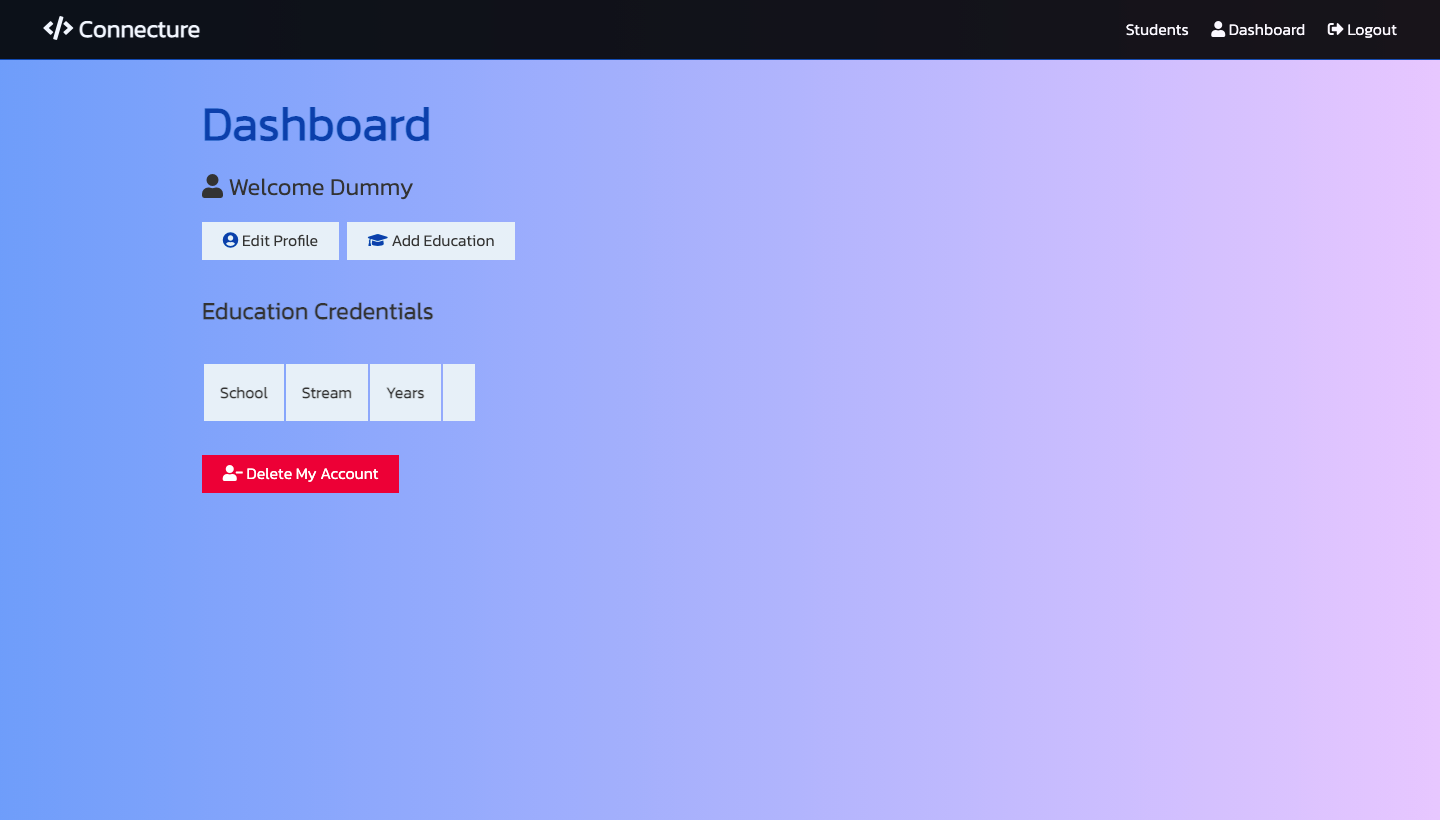 Connecture Students Dashboard Logout
Dashboard
Welcome Dummy
Edit Profile Add Education
Education Credentials
School Stream Years
Delete My Account